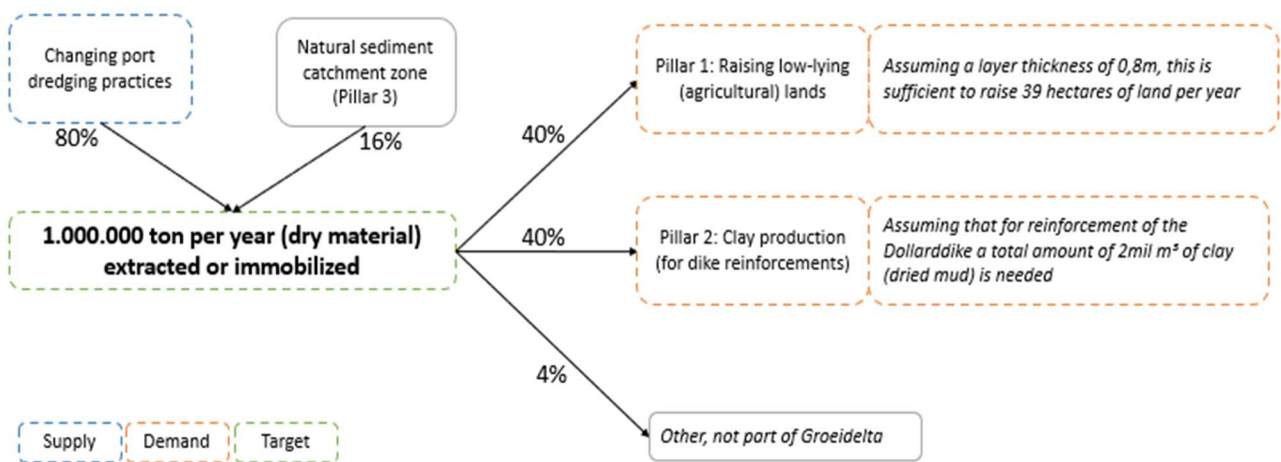 Changing port
dredging practices
Natural sediment
catchment zone
(Pillar 3)
80%
16%
1.000.000 ton per year (dry material)
extracted or immobilized
40%
40%
4%
Pillar 1: Raising low-lying
(agricultural) lands
Assuming a layer thickness of 0,8m, this is
sufficient to raise 39 hectares of land per year
Pillar 2: Clay production
(for dike reinforcements)
Assuming that for reinforcement of the
Dollarddike a total amount of 2mil m³ of clay
(dried mud) is needed
Other, not part of Groeidelta
Supply
Demand
Target